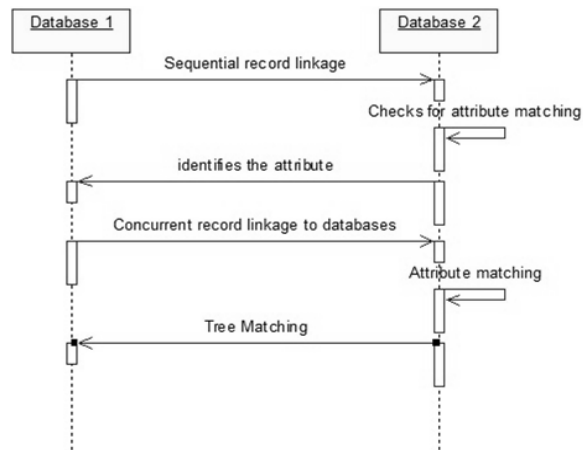 Database 1
Database 2
Sequential record linkage
Checks for attribute matching
identifies the attribute
Concurrent record linkage to databases
Attribute matching
Tree Matching